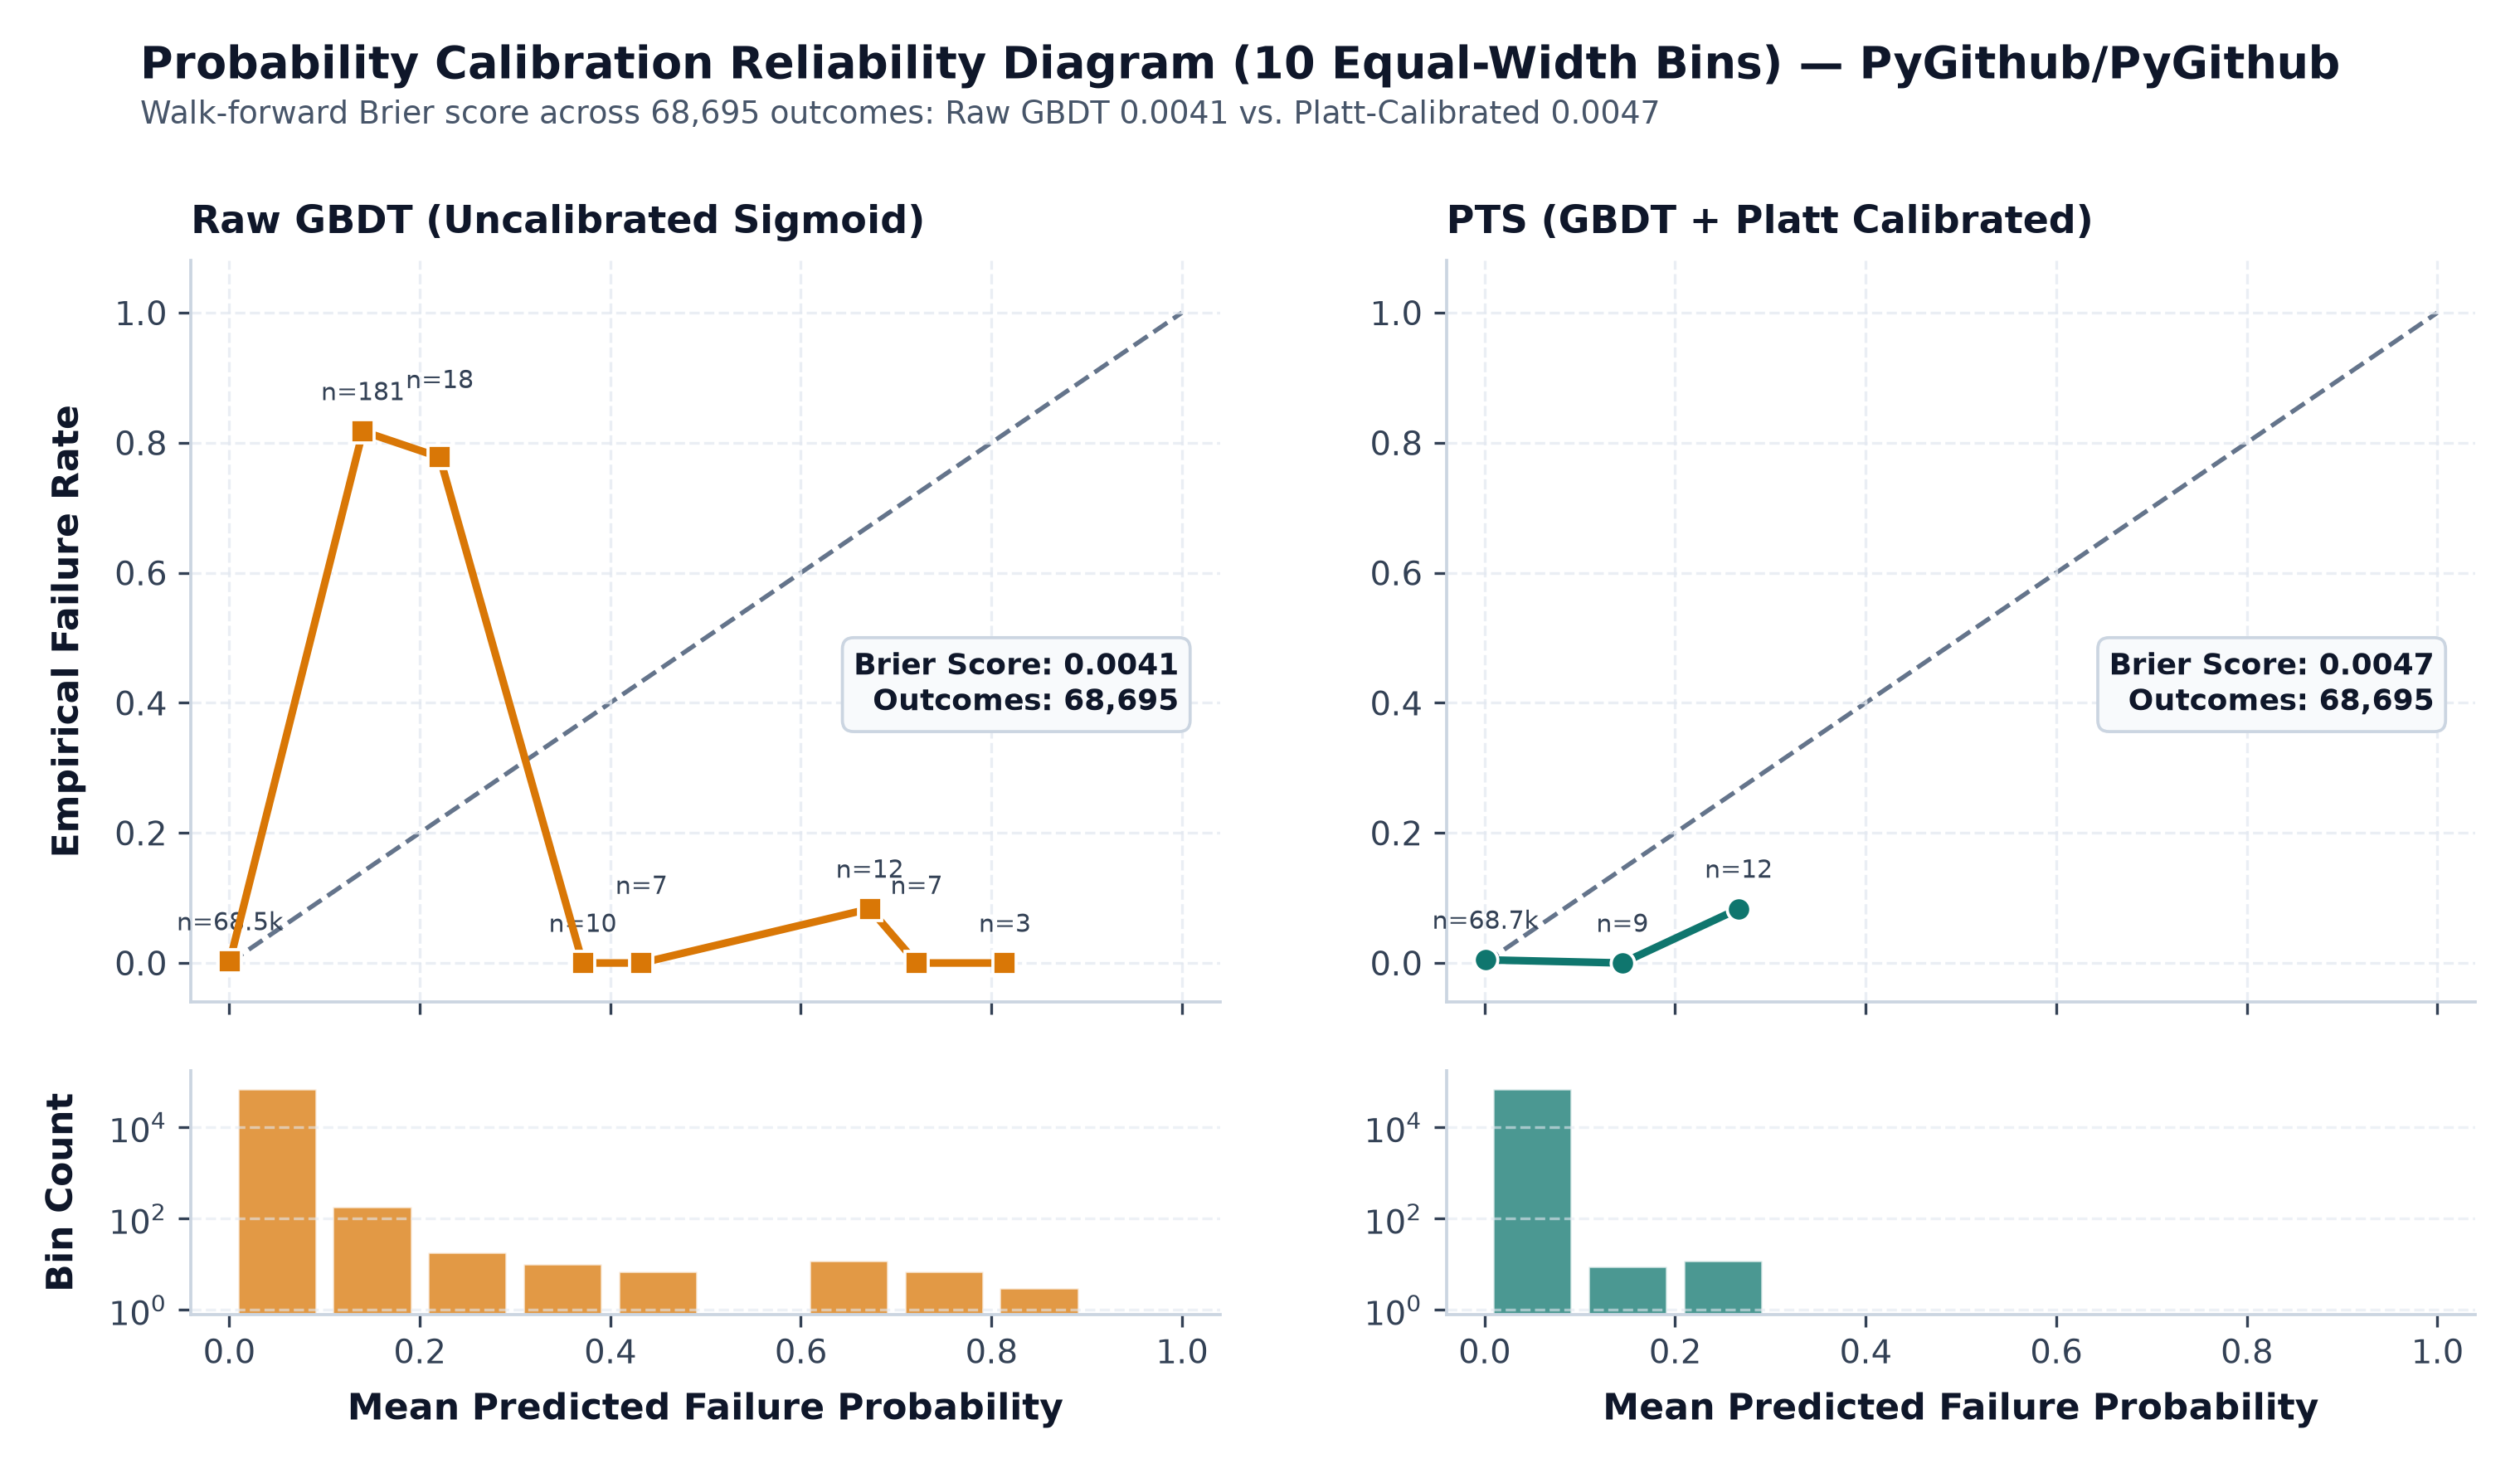 Probability Calibration Reliability Diagram (10 Equal-Width Bins) — PyGithub/PyGithub
Walk-forward Brier score across 68,695 outcomes: Raw GBDT 0.0041 vs. Platt-Calibrated 0.0047
Raw GBDT (Uncalibrated Sigmoid)
Empirical Failure Rate
1.0
0.8
0.6
0.4
0.2
0.0
n=68.5k
n=181
n=18
n=10
n=7
n=12
n=7
n=3
Brier Score: 0.0041
Outcomes: 68,695
PTS (GBDT + Platt Calibrated)
1.0
0.8
0.6
0.4
0.2
0.0
n=68.7k
n=9
n=12
Brier Score: 0.0047
Outcomes: 68,695
Bin Count
10⁴
10²
10⁰
0.0 0.2 0.4 0.6 0.8 1.0
Mean Predicted Failure Probability
10⁴
10²
10⁰
0.0 0.2 0.4 0.6 0.8 1.0
Mean Predicted Failure Probability